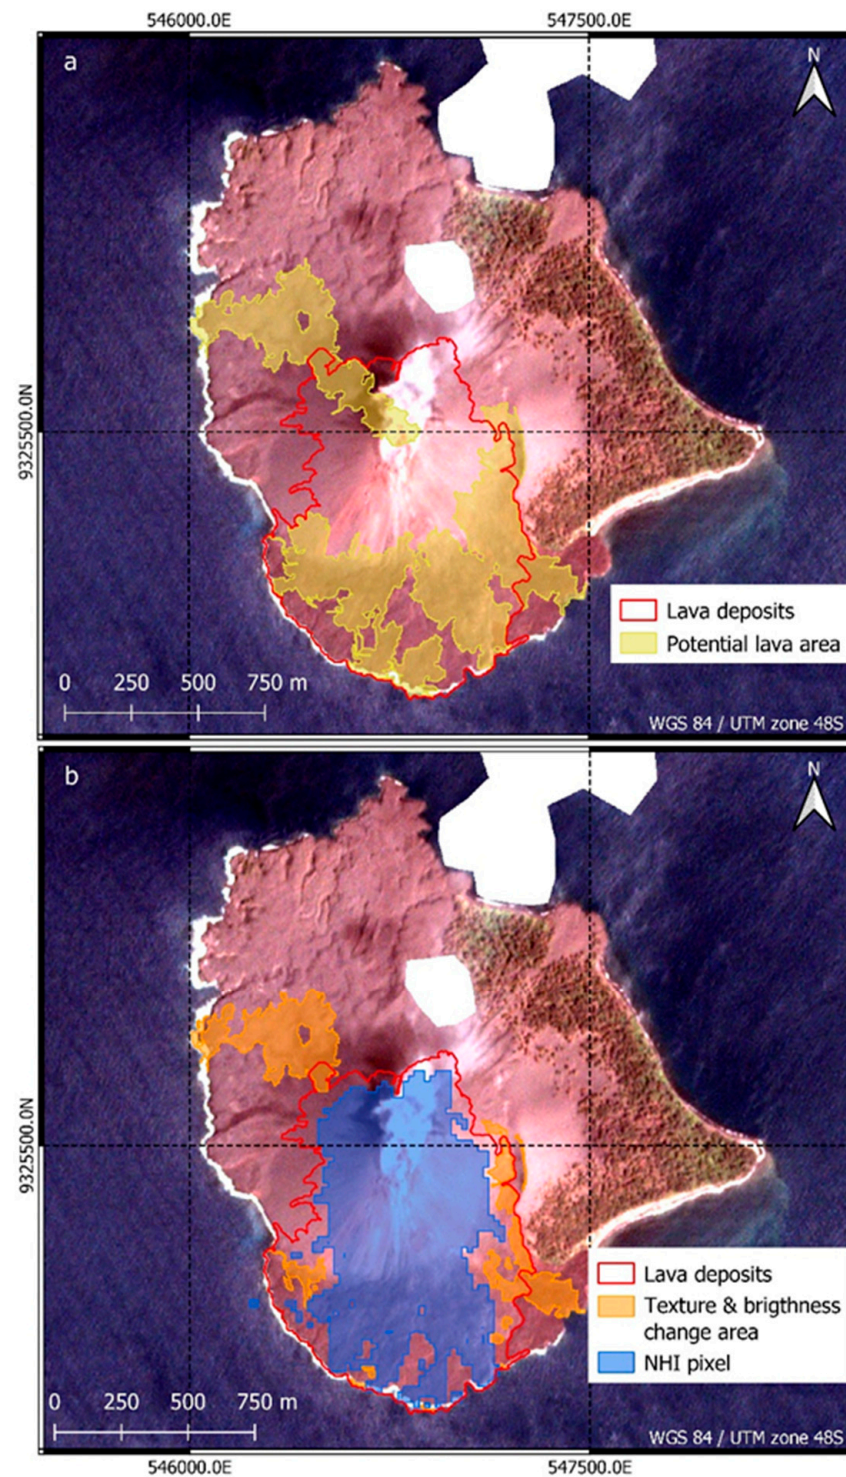 546000.0E 547500.0E
a
N
9325500.0N
Lava deposits
Potential lava area
0 250 500 750 m
WGS 84 / UTM zone 48S
b
N
9325500.0N
Lava deposits
Texture & brigthness
change area
NHI pixel
0 250 500 750 m
WGS 84 / UTM zone 48S
546000.0E 547500.0E